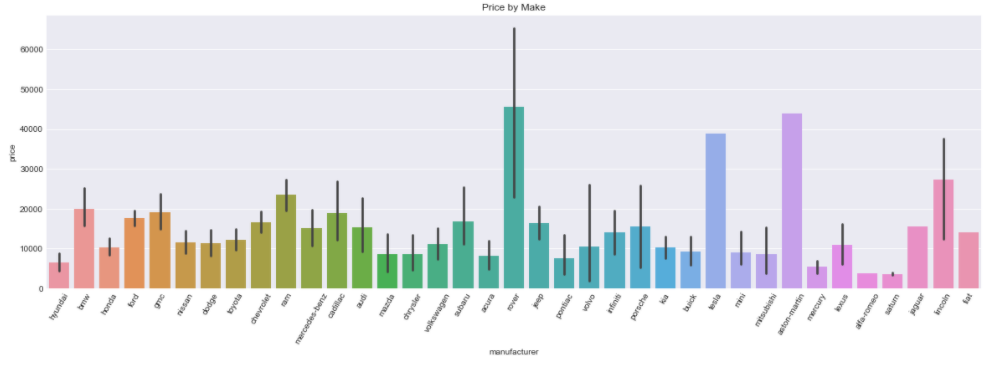 Price by Make
price
60000
50000
40000
30000
20000
10000
0
hyundai
bmw
honda
ford
gmc
nissan
dodge
toyota
chevrolet
ram
mercedes-benz
cadillac
audi
mazda
chrysler
volkswagen
subaru
acura
rover
jeep
pontiac
volvo
infiniti
porsche
kia
buick
tesla
mini
mitsubishi
aston-martin
mercury
lexus
alfa-romeo
saturn
jaguar
lincoln
fiat
manufacturer